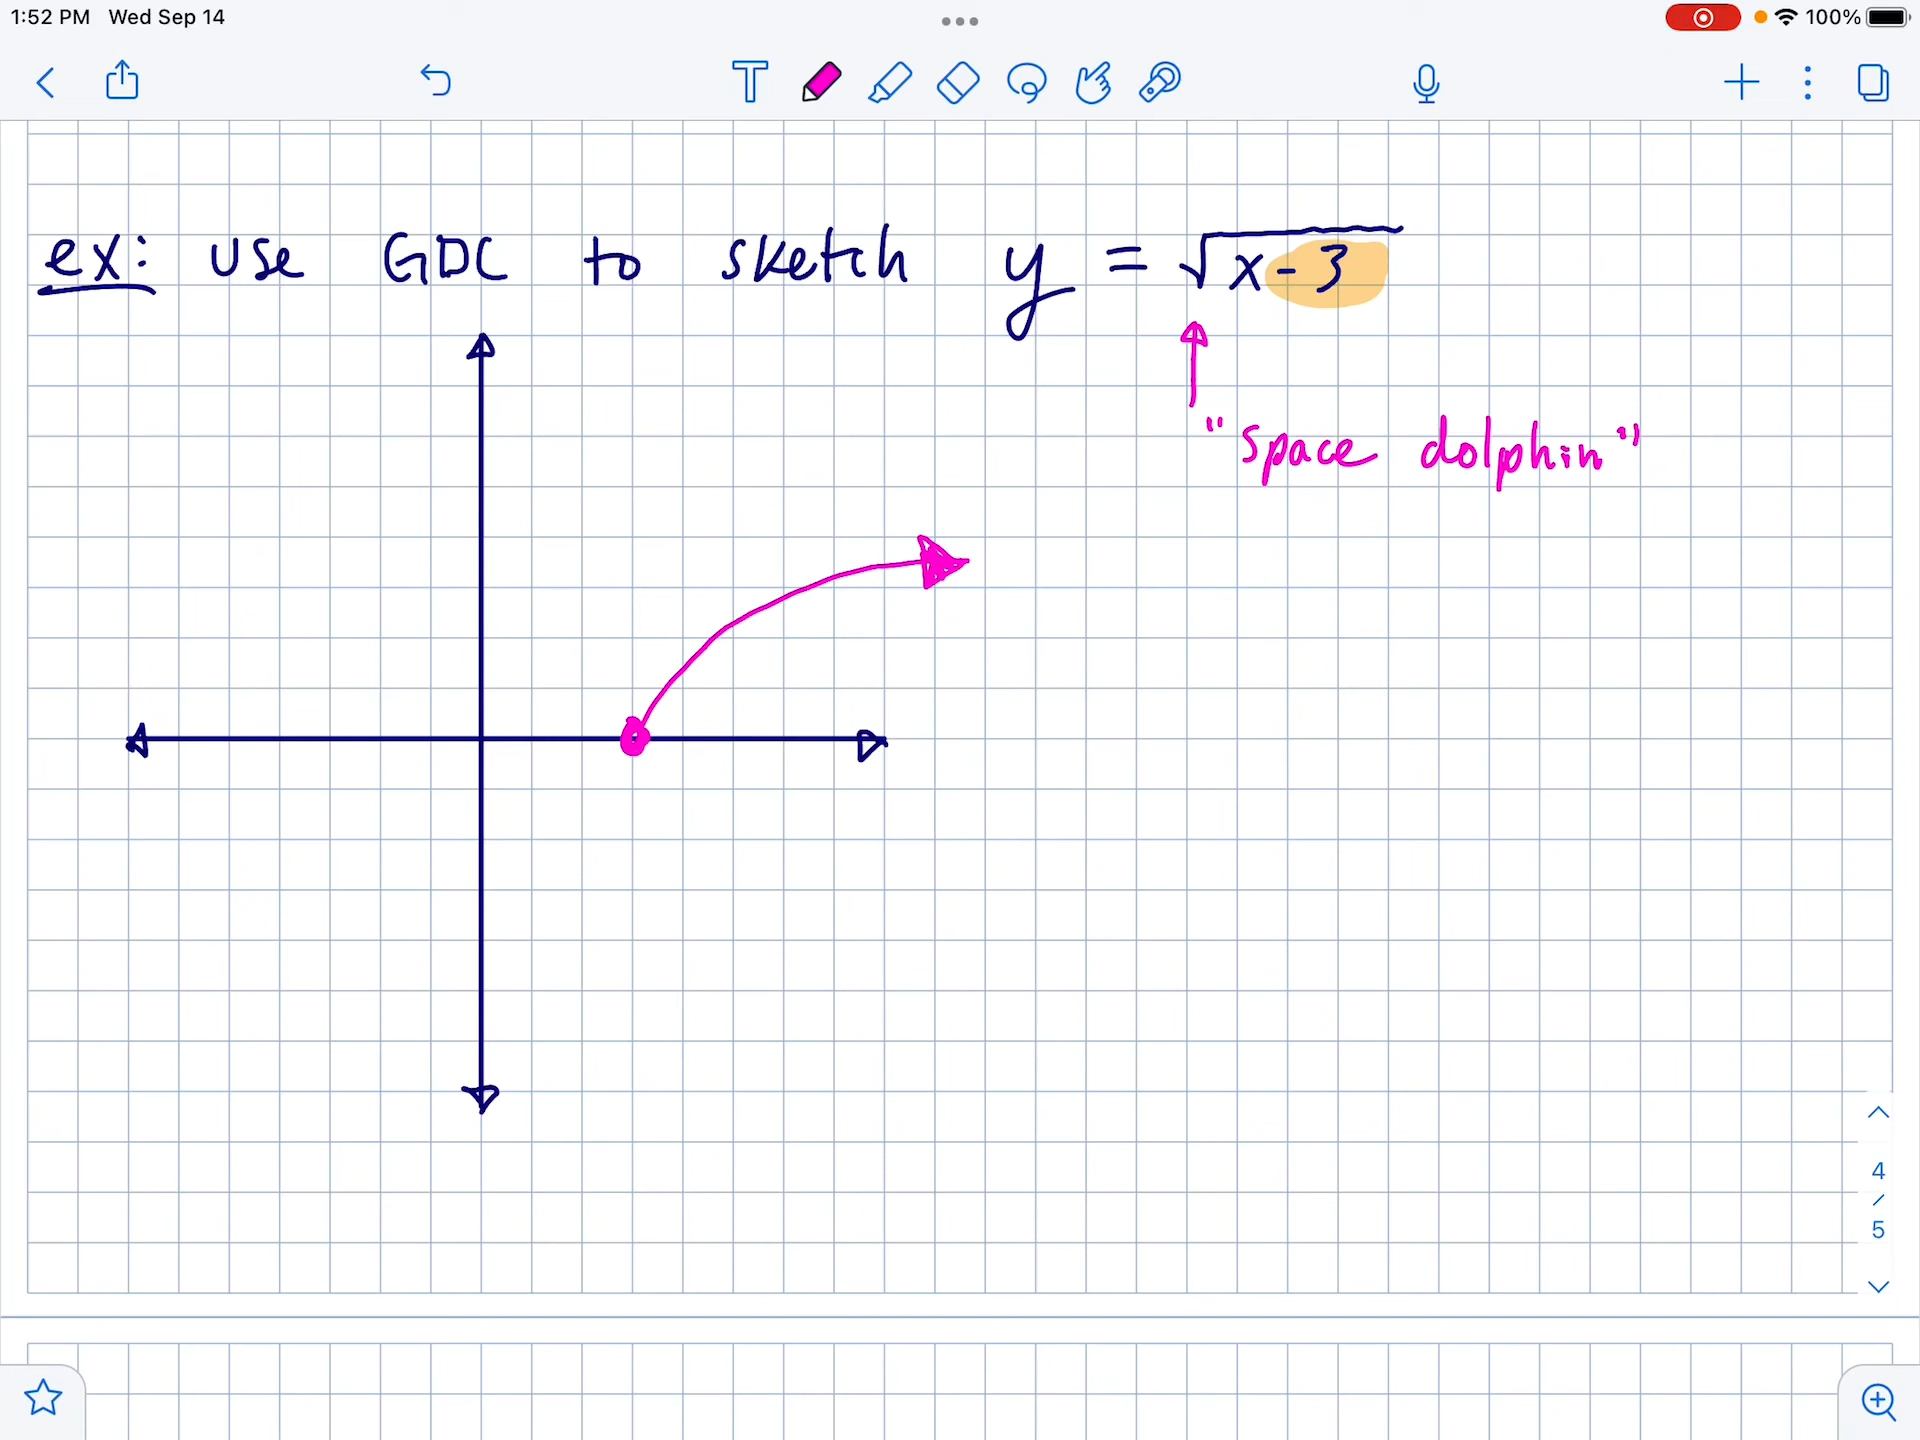 1:52 PM Wed Sep 14
100%
T
ex: use GDC to sketch y = √x-3
"space dolphin"
4
/
5